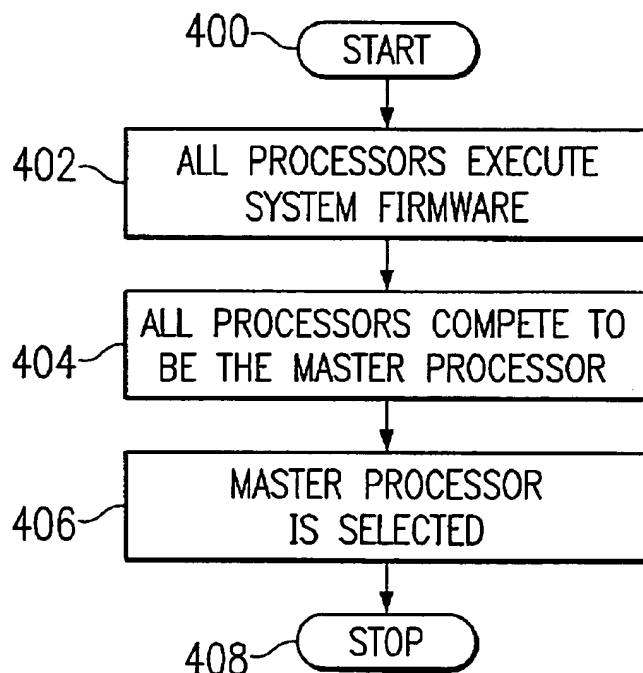 400
START
402
ALL PROCESSORS EXECUTE
SYSTEM FIRMWARE
404
ALL PROCESSORS COMPETE TO
BE THE MASTER PROCESSOR
406
MASTER PROCESSOR
IS SELECTED
408
STOP